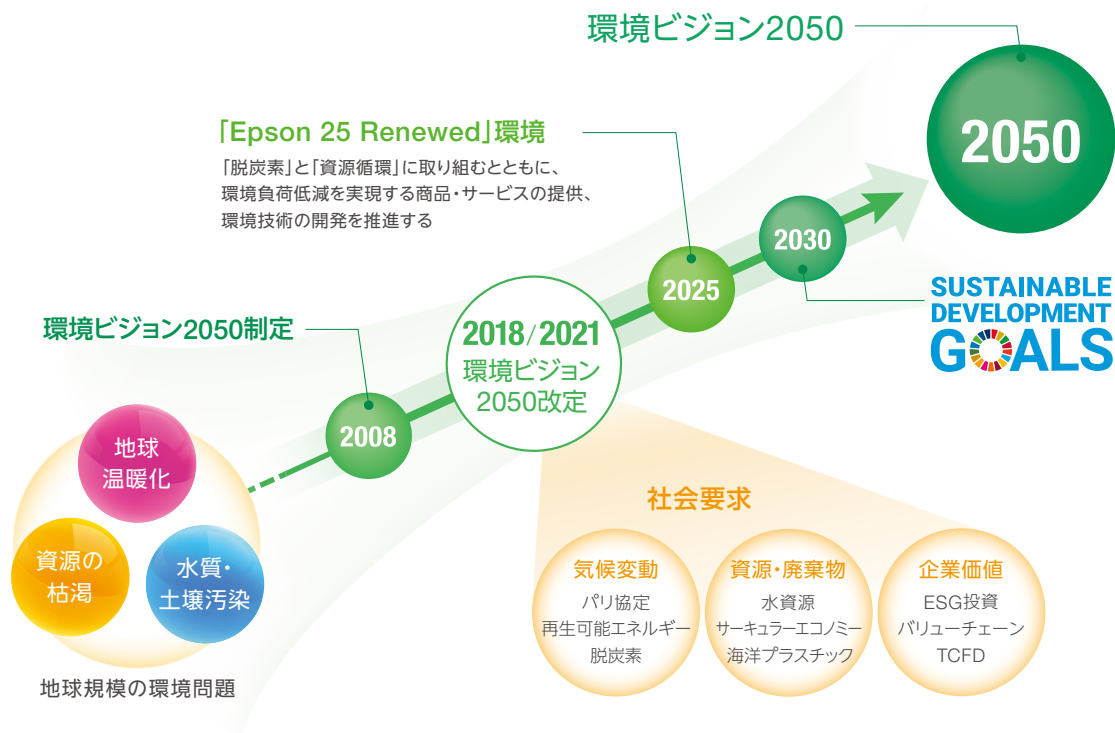 環境ビジョン2050
2050
「Epson 25 Renewed」環境
「脱炭素」と「資源循環」に取り組むとともに、
環境負荷低減を実現する商品・サービスの提供、
環境技術の開発を推進する
2030
2025
SUSTAINABLE
DEVELOPMENT
GOALS
環境ビジョン2050制定
2018/2021
環境ビジョン
2050改定
2008
地球
温暖化
資源の
枯渇
水質・
土壌汚染
地球規模の環境問題
社会要求
気候変動
パリ協定
再生可能エネルギー
脱炭素
資源・廃棄物
水資源
サーキュラーエコノミー
海洋プラスチック
企業価値
ESG投資
バリューチェーン
TCFD